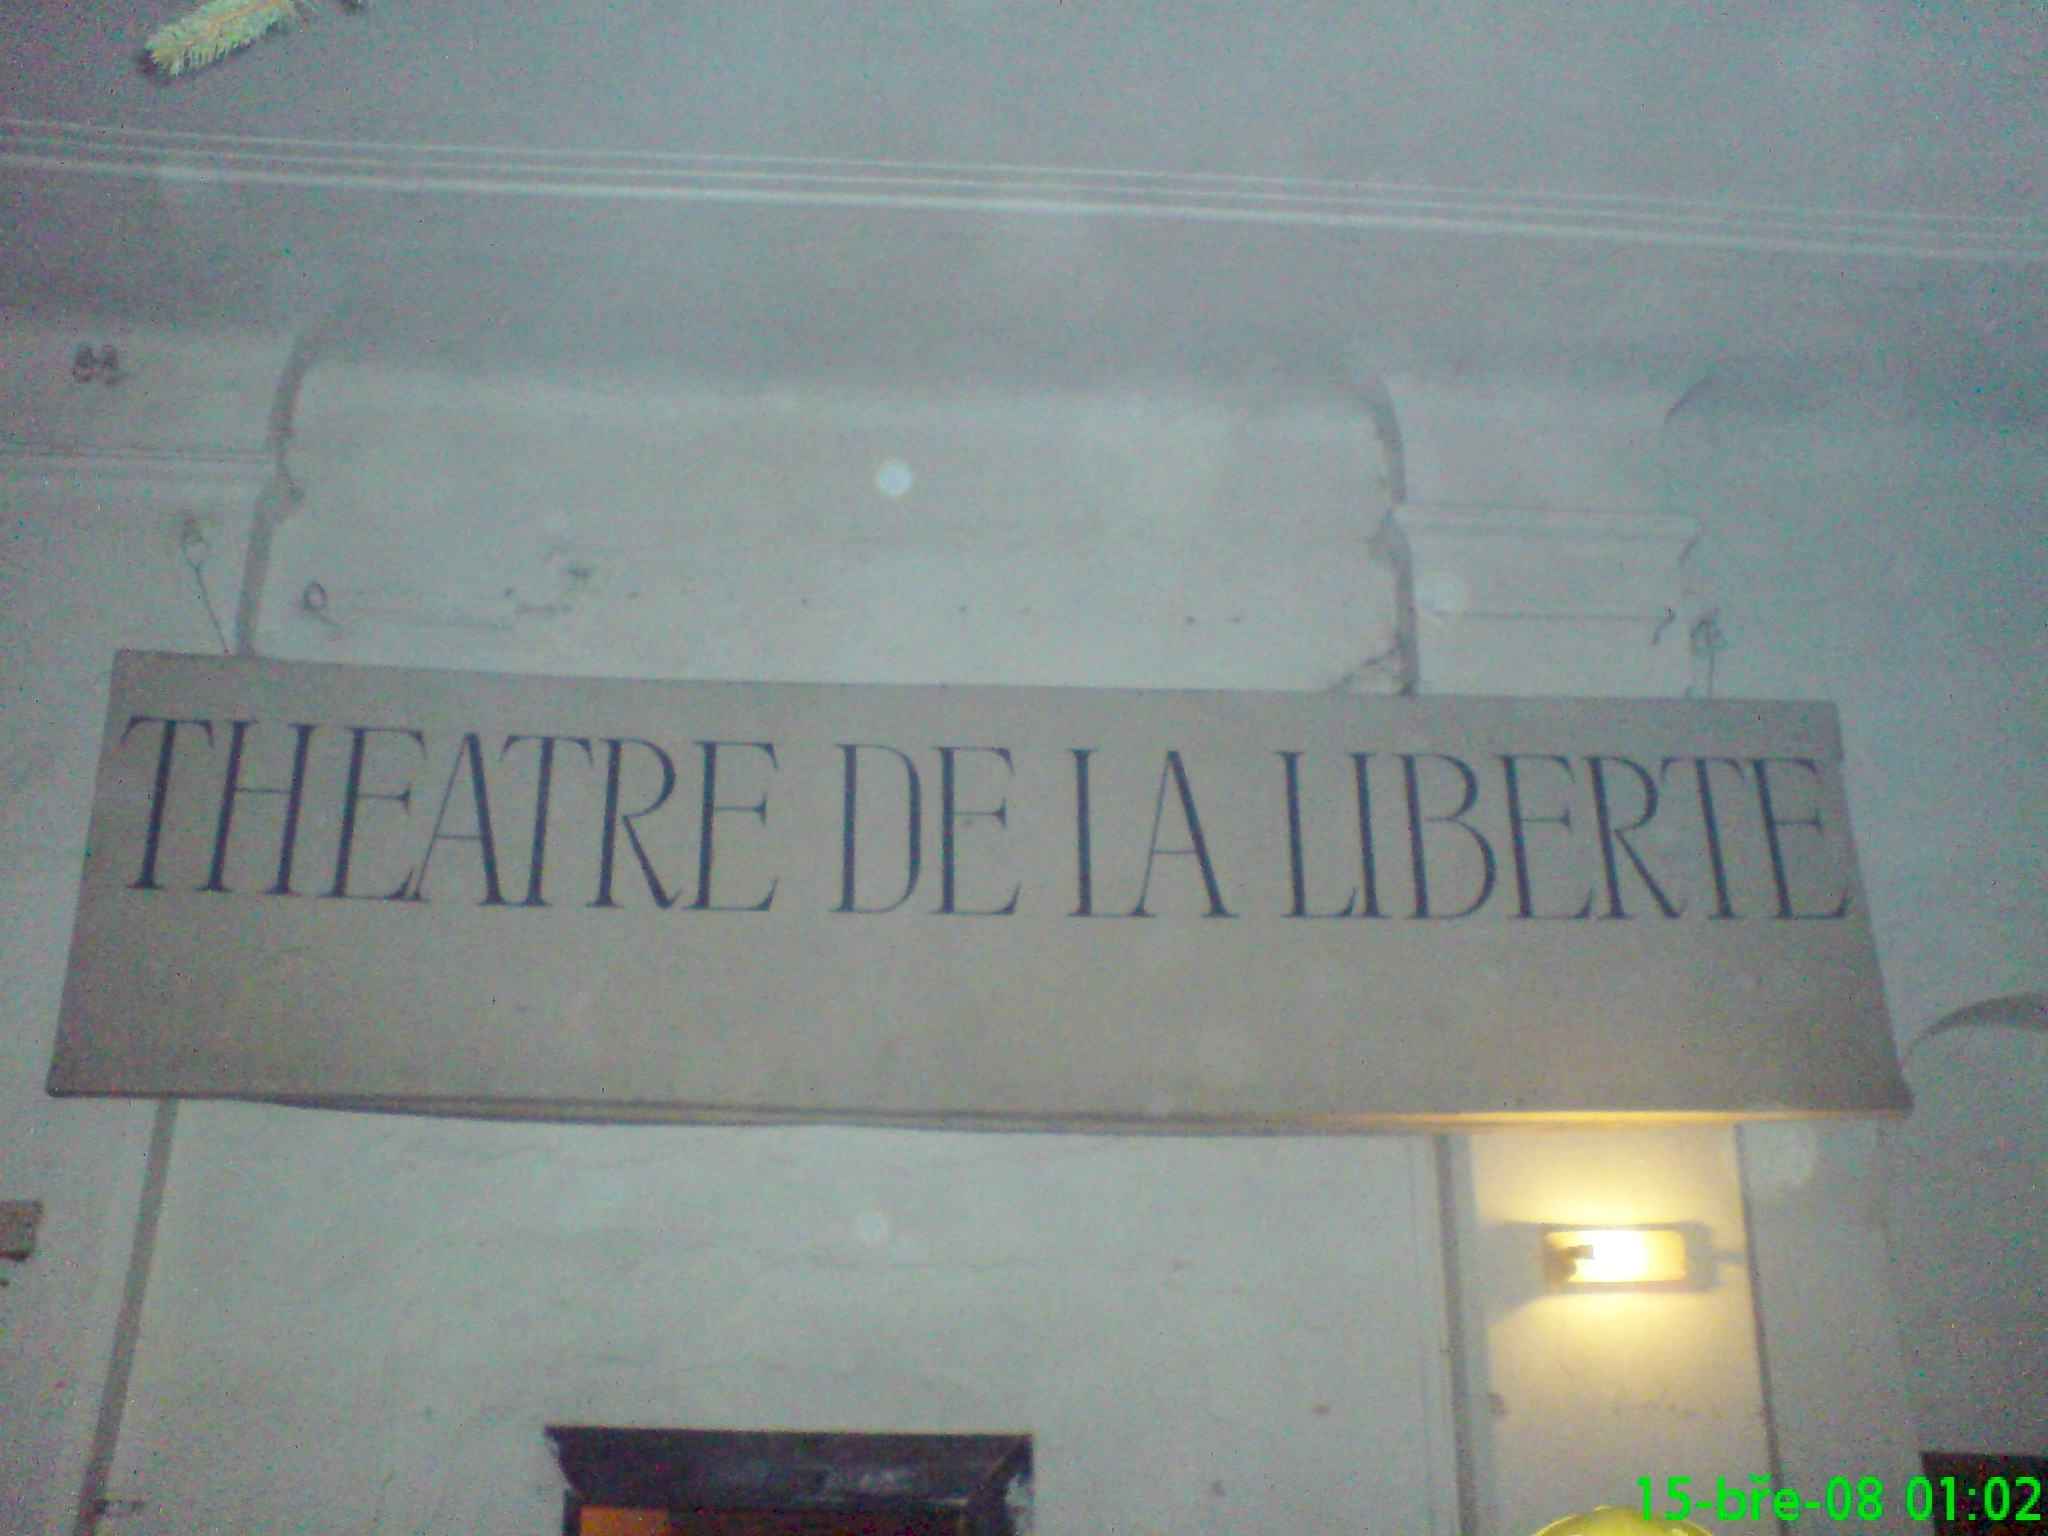 THEATRE DE LA LIBERTE
15-bře-08 01:02